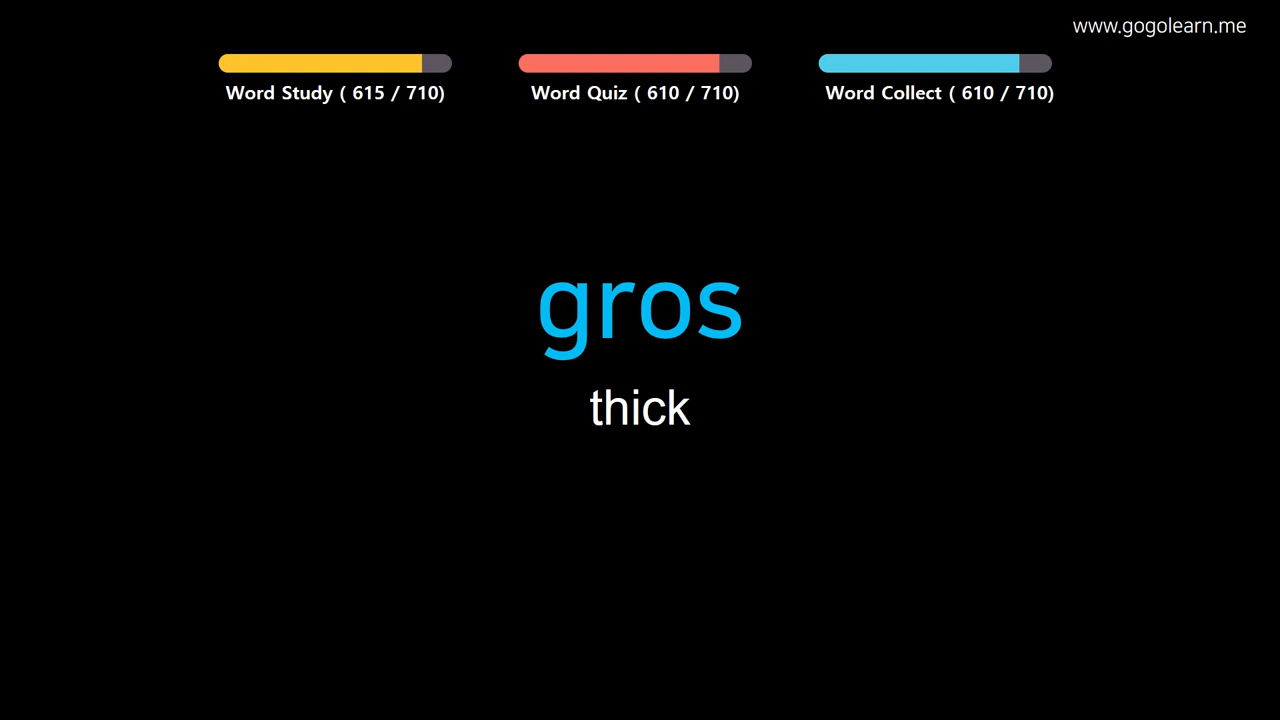 www.gogolearn.me
Word Study ( 615 / 710)
Word Quiz ( 610 / 710)
Word Collect ( 610 / 710)
gros
thick